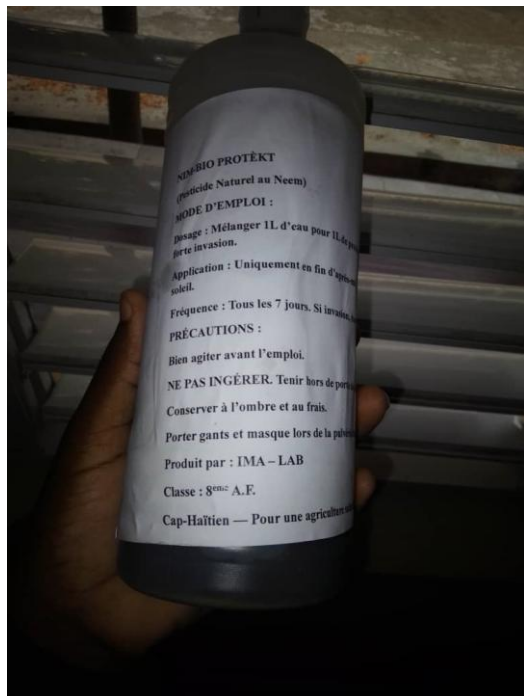 NIM-BIO PROTÈKT
(Pesticide Naturel au Neem)
MODE D'EMPLOI :
Dosage : Mélanger 1L d'eau pour 1L de
forte invasion.
Application : Uniquement en fin d'après-
soleil.
Fréquence : Tous les 7 jours. Si invasion,
PRÉCAUTIONS :
Bien agiter avant l'emploi.
NE PAS INGÉRER. Tenir hors de
Conserver à l'ombre et au frais.
Porter gants et masque lors de la
Produit par : IMA – LAB
Classe : 8ème A.F.
Cap-Haïtien — Pour une agriculture